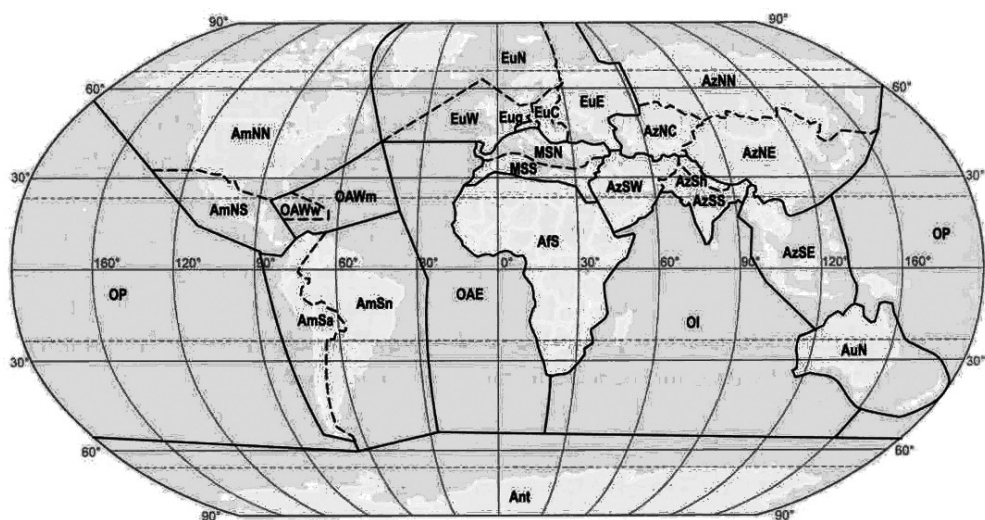 90° 90°
EuN
60° AzNN 60°
EuE
EuW Eug EuC AzNC
AmNN
MSN AzNE
MSS
30° AzSW AzSh 30°
AmNS OAWw OAWm AzSS
AfS AzSE OP
160° 120° 90° 60° 30° 0° 30° 60° 90° 120° 160°
OP AmSa AmSn OAE OI
AuN
30° 30°
60° 60°
Ant
90° 90°